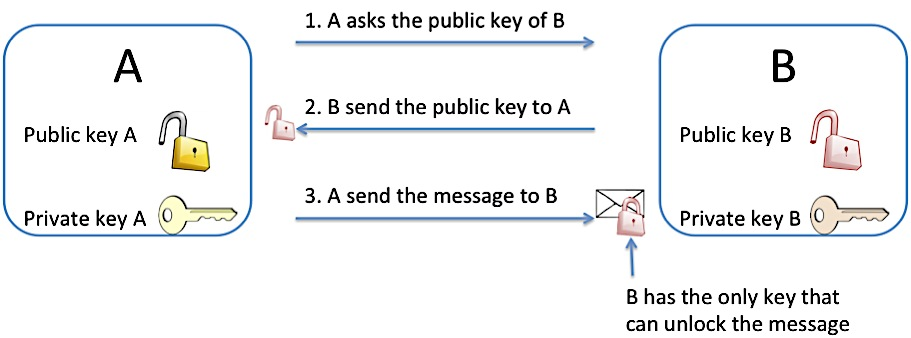 1. A asks the public key of B
A
B
2. B send the public key to A
Public key A
Public key B
3. A send the message to B
Private key A
Private key B
B has the only key that
can unlock the message